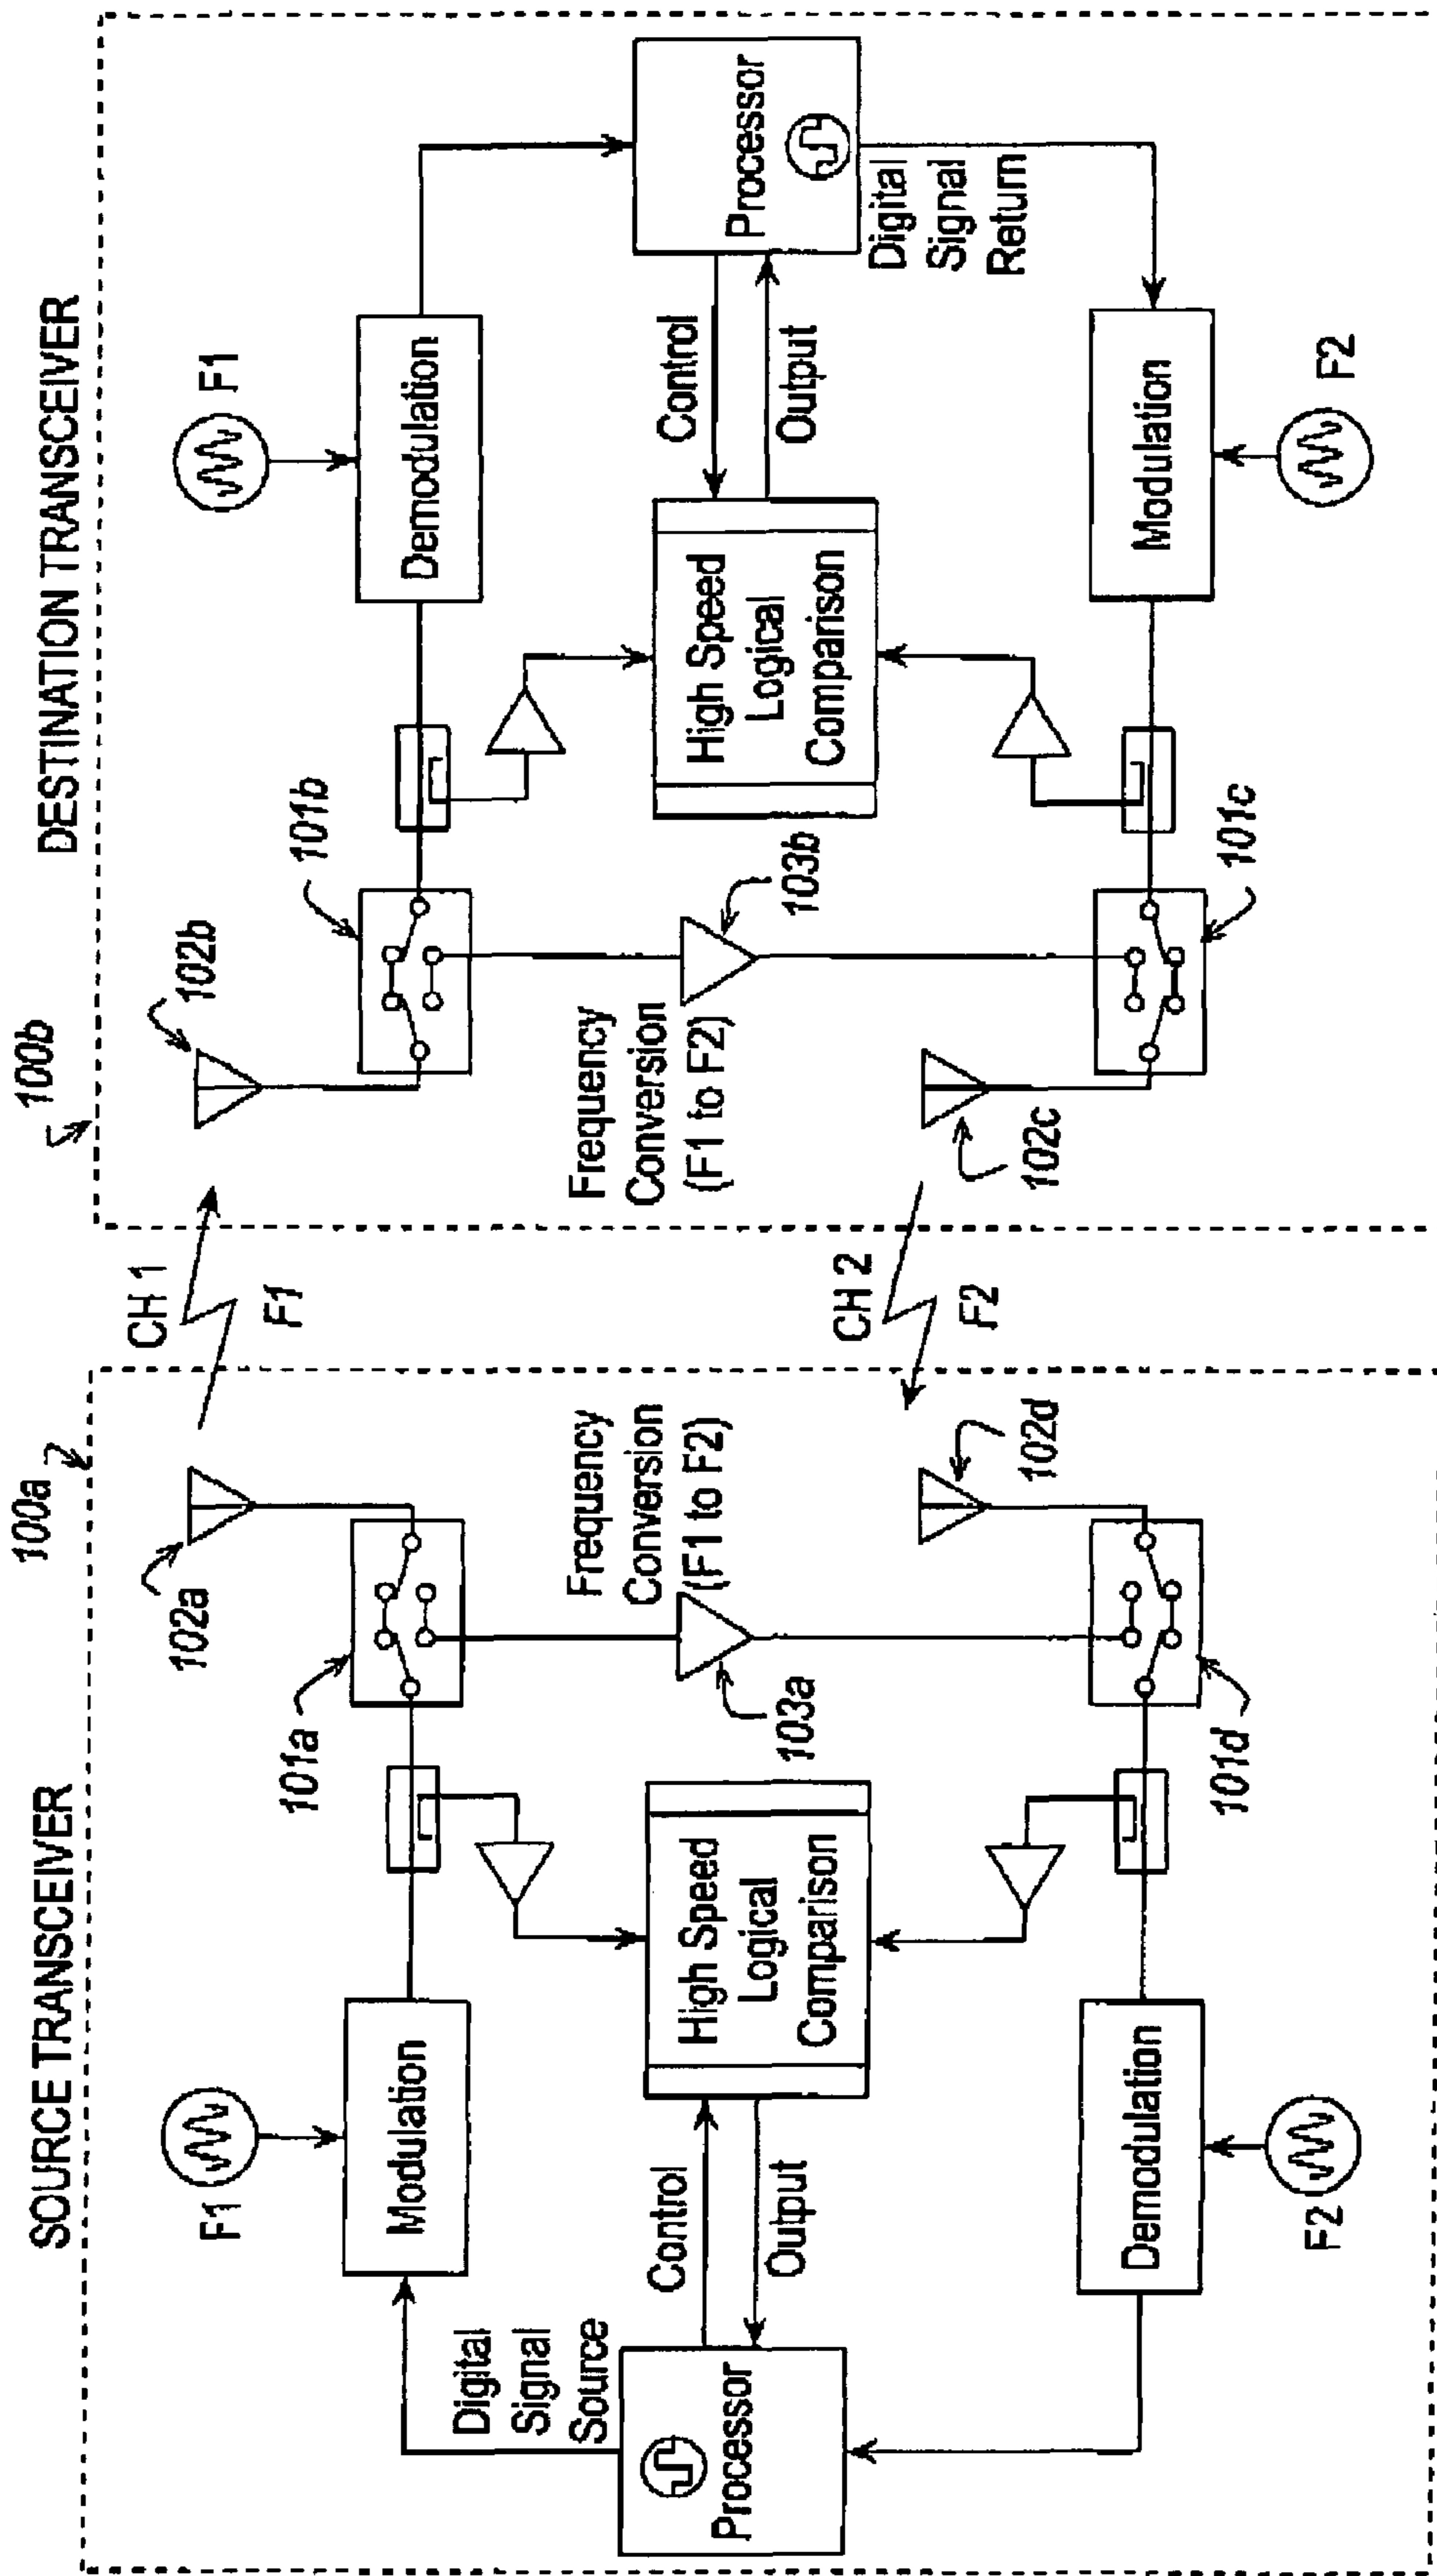 SOURCE TRANSCEIVER
100a
F1
Modulation
101a
102a
Digital
Signal
Source
Processor
Control
Output
High Speed
Logical
Comparison
103a
Frequency
Conversion
(F1 to F2)
Demodulation
F2
101d
102d
CH 1
F1
CH 2
F2
DESTINATION TRANSCEIVER
100b
102b
101b
F1
Demodulation
Frequency
Conversion
(F1 to F2)
103b
High Speed
Logical
Comparison
Control
Output
Processor
Digital
Signal
Return
102c
101c
Modulation
F2